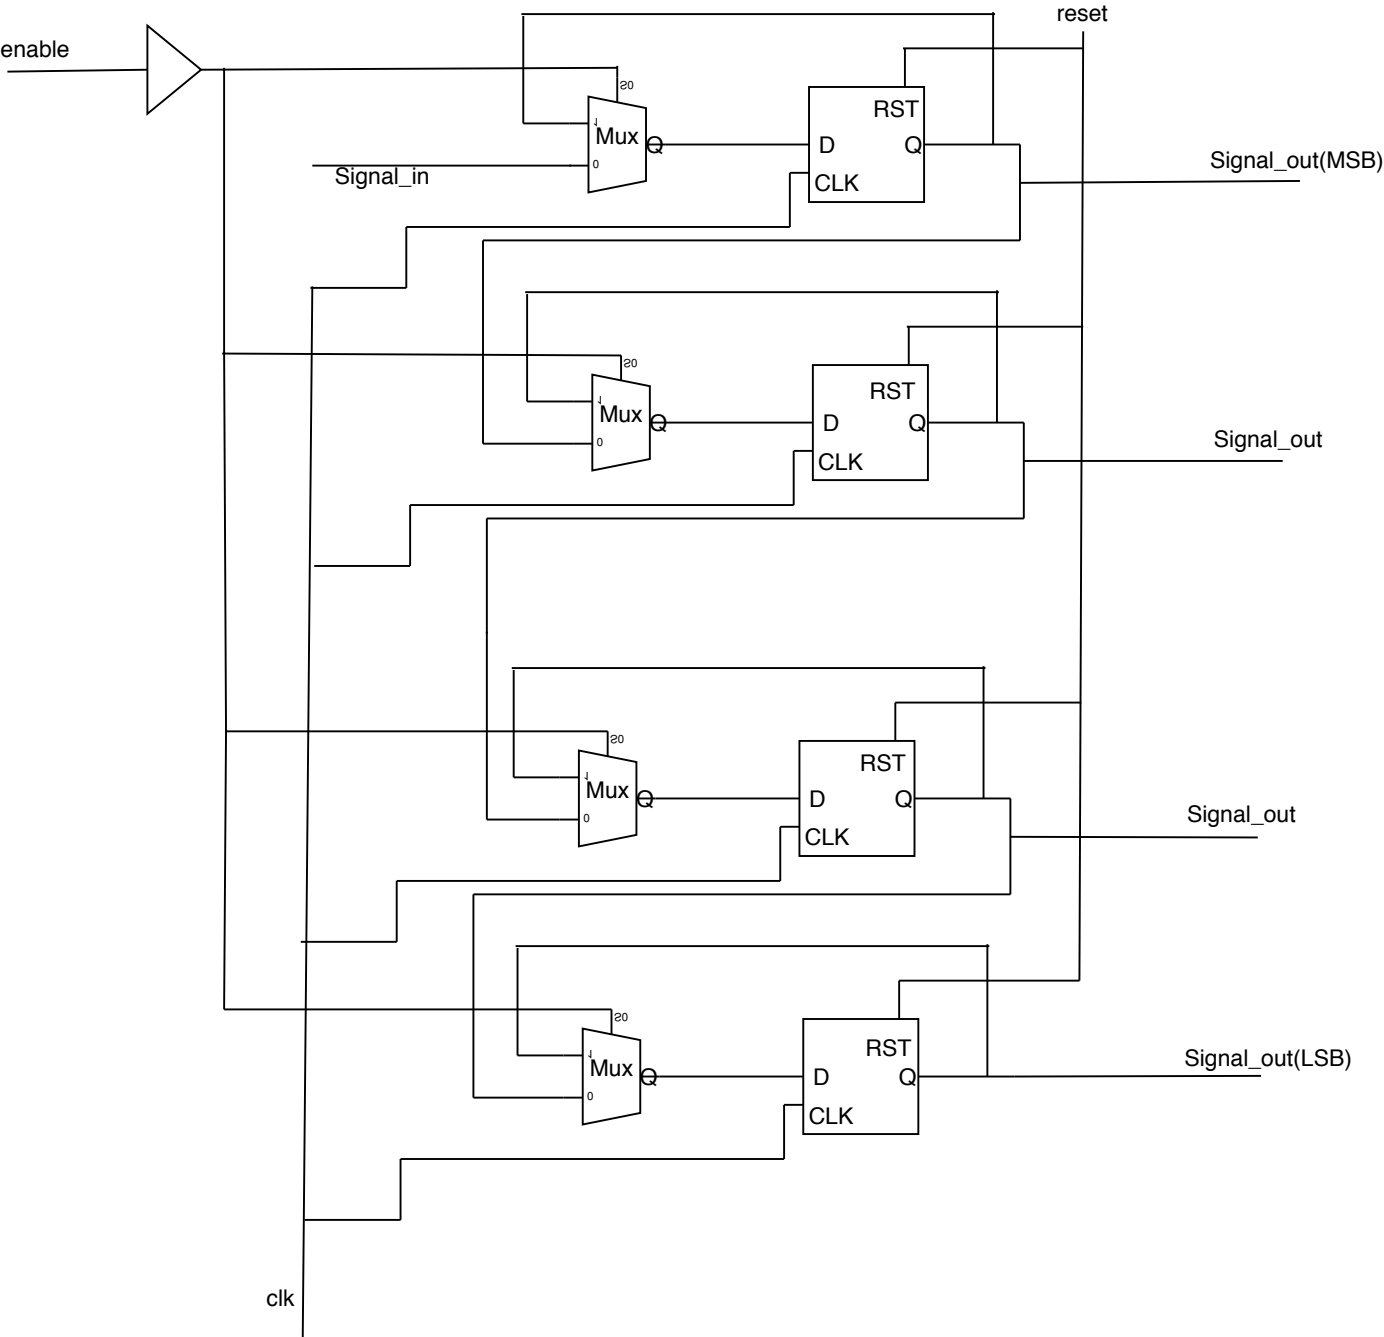 reset
enable
S0
1
Mux
Q
0
Signal_in
RST
D
Q
CLK
Signal_out(MSB)
S0
1
Mux
Q
0
RST
D
Q
CLK
Signal_out
S0
1
Mux
Q
0
RST
D
Q
CLK
Signal_out
S0
1
Mux
Q
0
RST
D
Q
CLK
Signal_out(LSB)
clk